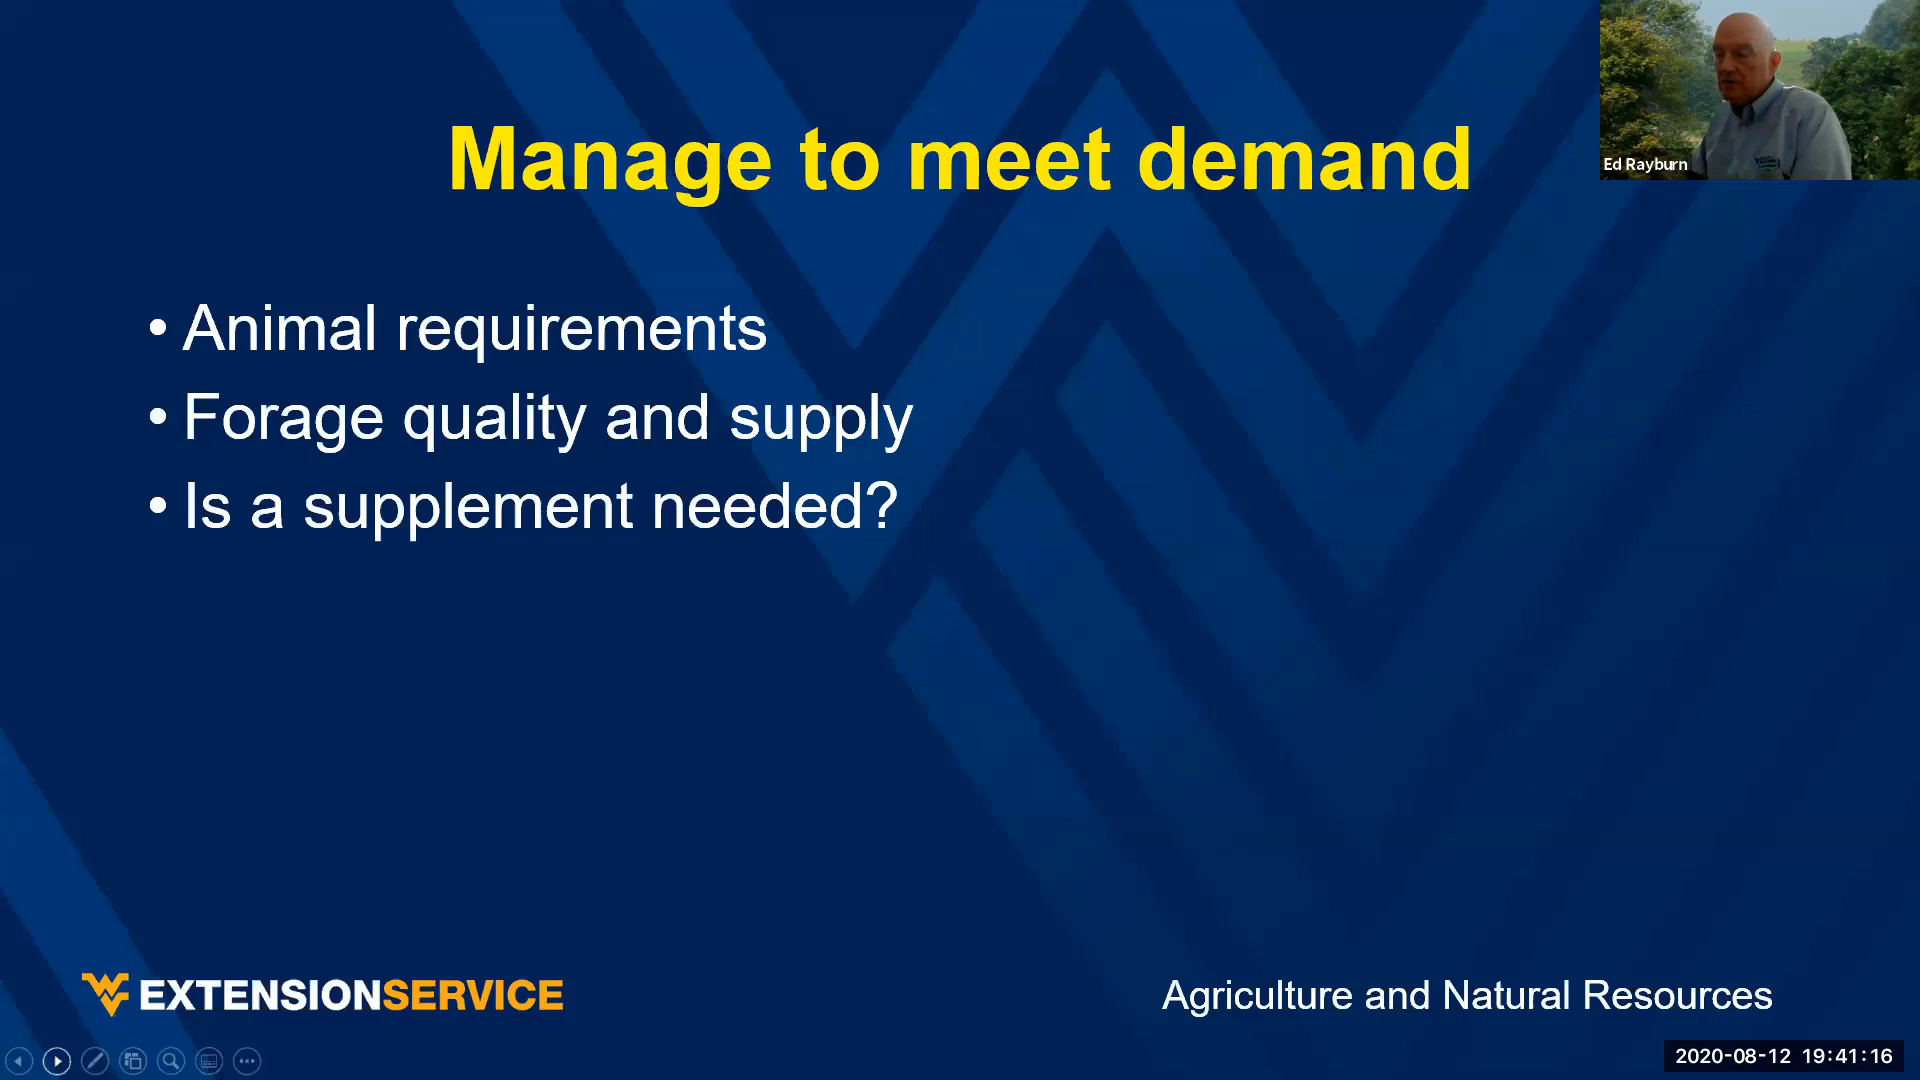 Manage to meet demand
Ed Rayburn
• Animal requirements
• Forage quality and supply
• Is a supplement needed?
WV EXTENSIONSERVICE
Agriculture and Natural Resources
2020-08-12 19:41:16